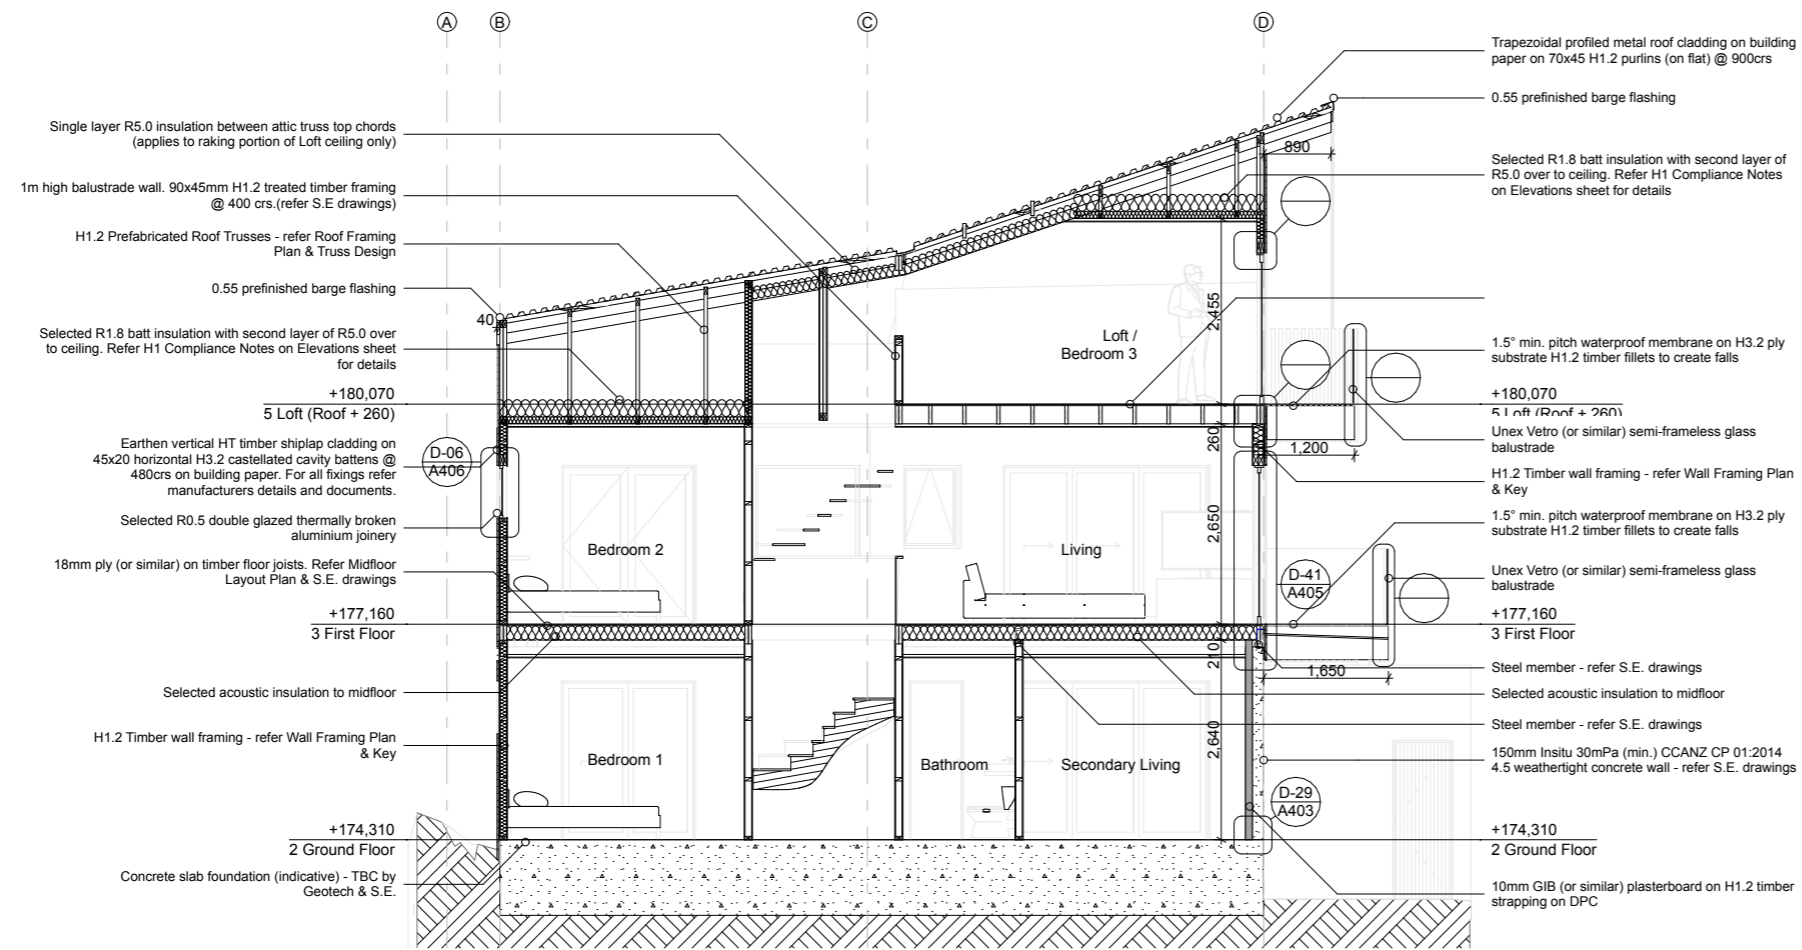 A
B
C
D
Trapezoidal profiled metal roof cladding on building
paper on 70x45 H1.2 purlins (on flat) @ 900crs
0.55 prefinished barge flashing
Single layer R5.0 insulation between attic truss top chords
(applies to raking portion of Loft ceiling only)
890
Selected R1.8 batt insulation with second layer of
R5.0 over to ceiling. Refer H1 Compliance Notes
on Elevations sheet for details
1m high balustrade wall. 90x45mm H1.2 treated timber framing
@ 400 crs.(refer S.E drawings)
H1.2 Prefabricated Roof Trusses - refer Roof Framing
Plan & Truss Design
0.55 prefinished barge flashing
40
2,455
Selected R1.8 batt insulation with second layer of R5.0 over
to ceiling. Refer H1 Compliance Notes on Elevations sheet
for details
Loft /
Bedroom 3
1.5° min. pitch waterproof membrane on H3.2 ply
substrate H1.2 timber fillets to create falls
+180,070
5 Loft (Roof + 260)
+180,070
5 Loft (Roof + 260)
Unex Vetro (or similar) semi-frameless glass
balustrade
Earthen vertical HT timber shiplap cladding on
45x20 horizontal H3.2 castellated cavity battens @
480crs on building paper. For all fixings refer
manufacturers details and documents.
D-06
A406
260
1,200
H1.2 Timber wall framing - refer Wall Framing Plan
& Key
Selected R0.5 double glazed thermally broken
aluminium joinery
2,650
1.5° min. pitch waterproof membrane on H3.2 ply
substrate H1.2 timber fillets to create falls
Bedroom 2
Living
18mm ply (or similar) on timber floor joists. Refer Midfloor
Layout Plan & S.E. drawings
D-41
A405
Unex Vetro (or similar) semi-frameless glass
balustrade
+177,160
3 First Floor
+177,160
3 First Floor
210
1,650
Steel member - refer S.E. drawings
Selected acoustic insulation to midfloor
Selected acoustic insulation to midfloor
Steel member - refer S.E. drawings
H1.2 Timber wall framing - refer Wall Framing Plan
& Key
2,640
Bedroom 1
Bathroom
Secondary Living
150mm Insitu 30mPa (min.) CCANZ CP 01:2014
4.5 weathertight concrete wall - refer S.E. drawings
D-29
A403
+174,310
2 Ground Floor
+174,310
2 Ground Floor
Concrete slab foundation (indicative) - TBC by
Geotech & S.E.
10mm GIB (or similar) plasterboard on H1.2 timber
strapping on DPC